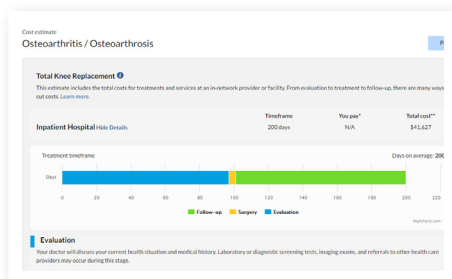 Cost estimate
Osteoarthritis / Osteoarthrosis
P
Total Knee Replacement
This estimate includes the total costs for treatments and services at an in-network provider or facility. From evaluation to treatment to follow-up, there are many ways
out costs. Learn more.
Timeframe You pay* Total cost**
Inpatient Hospital Hide Details 200 days N/A $41,627
Treatment timeframe Days on average: 200
Days
0 20 40 60 80 100 120 140 160 180 200 220
Follow-up Surgery Evaluation
Highcharts.com
Evaluation
Your doctor will discuss your current health situation and medical history. Laboratory or diagnostic screening tests, imaging exams, and referrals to other health care
providers may occur during this stage.